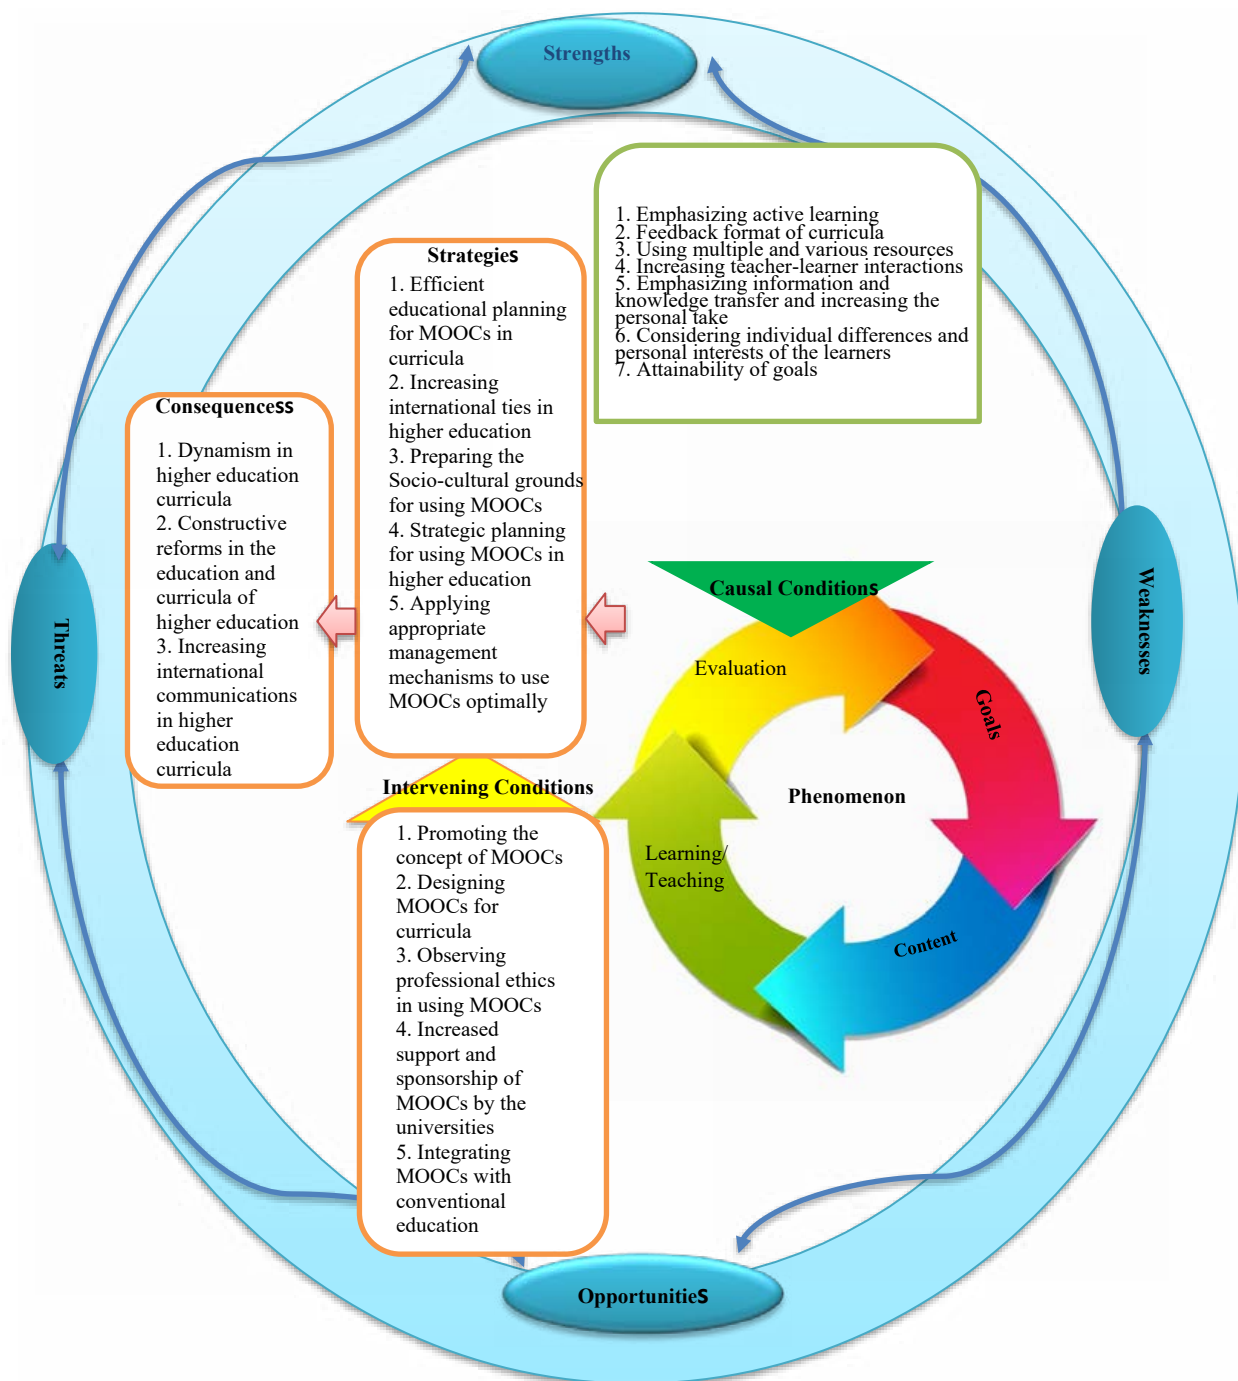 Strengths
1. Emphasizing active learning
2. Feedback format of curricula
3. Using multiple and various resources
4. Increasing teacher-learner interactions
5. Emphasizing information and
knowledge transfer and increasing the
personal take
6. Considering individual differences and
personal interests of the learners
7. Attainability of goals
Strategies
1. Efficient
educational planning
for MOOCs in
curricula
2. Increasing
international ties in
higher education
3. Preparing the
Socio-cultural grounds
for using MOOCs
4. Strategic planning
for using MOOCs in
higher education
5. Applying
appropriate
management
mechanisms to use
MOOCs optimally
Consequencess
1. Dynamism in
higher education
curricula
2. Constructive
reforms in the
education and
curricula of
higher education
3. Increasing
international
communications
in higher
education
curricula
Threats
Weaknesses
Causal Conditions
Evaluation
Goals
Phenomenon
Learning/
Teaching
Content
Intervening Conditions
1. Promoting the
concept of MOOCs
2. Designing
MOOCs for
curricula
3. Observing
professional ethics
in using MOOCs
4. Increased
support and
sponsorship of
MOOCs by the
universities
5. Integrating
MOOCs with
conventional
education
Opportunities